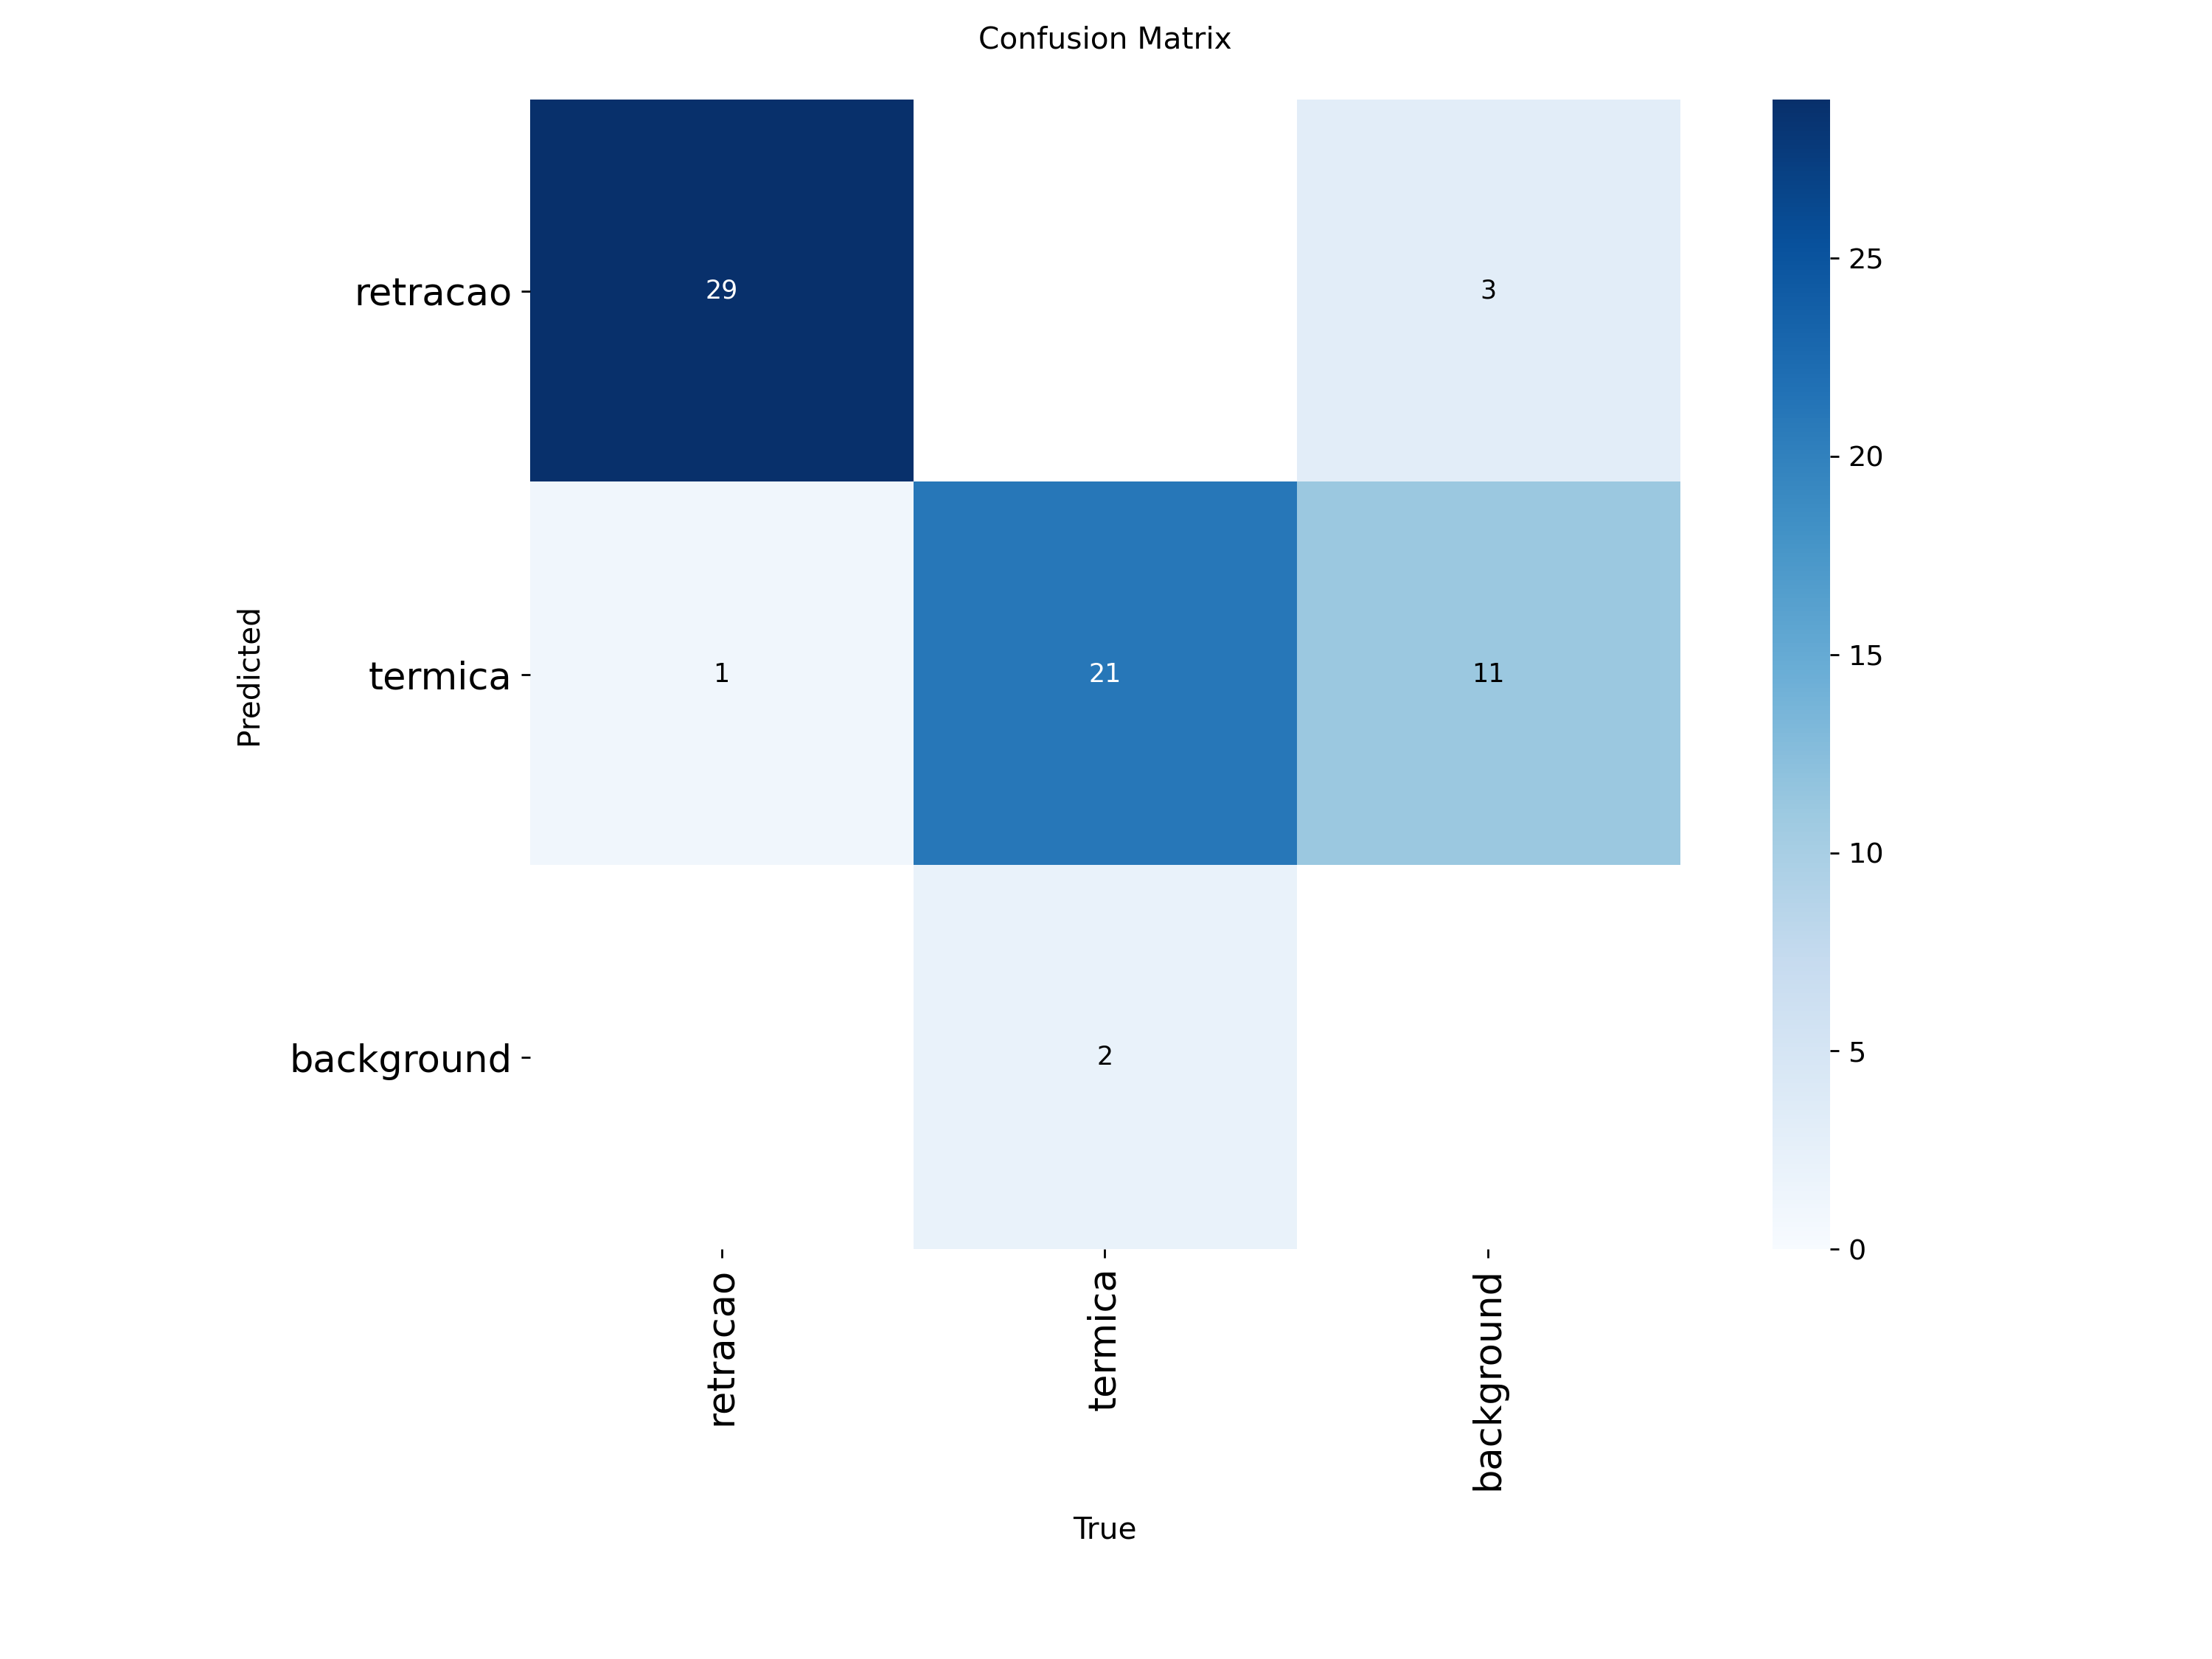 Confusion Matrix
Predicted
retracao
29
3
termica
1
21
11
background
2
retracao
termica
background
True
25
20
15
10
5
0